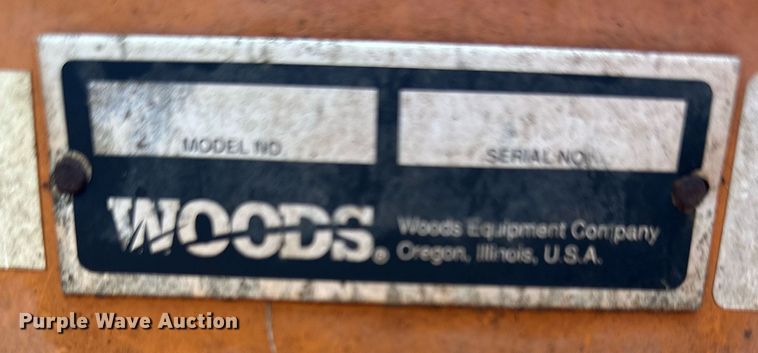 MODEL NO
SERIAL NO.
WOODS®
Woods Equipment Company
Oregon, Illinois, U.S.A.
Purple Wave Auction